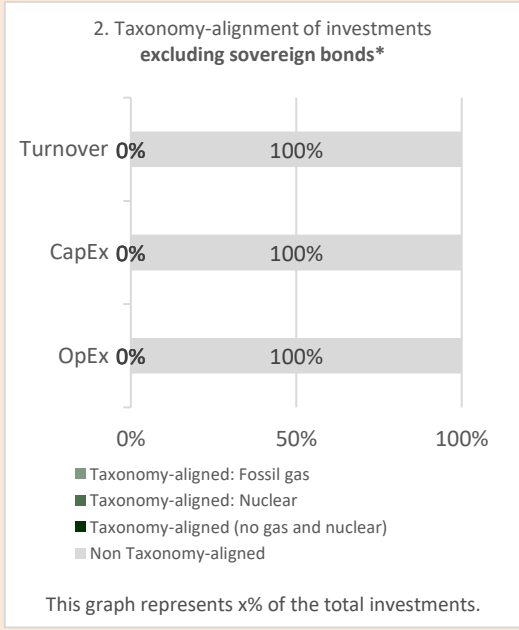 2. Taxonomy-alignment of investments
excluding sovereign bonds*
Turnover 0% 100%
CapEx 0% 100%
OpEx 0% 100%
0% 50% 100%
Taxonomy-aligned: Fossil gas
Taxonomy-aligned: Nuclear
Taxonomy-aligned (no gas and nuclear)
Non Taxonomy-aligned
This graph represents x% of the total investments.